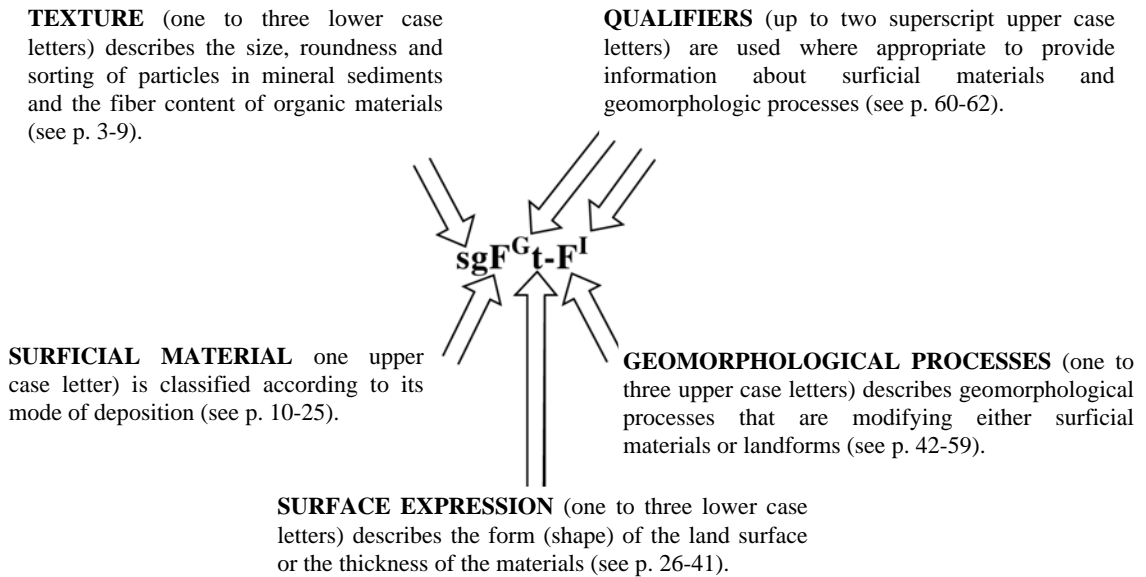 TEXTURE (one to three lower case
letters) describes the size, roundness and
sorting of particles in mineral sediments
and the fiber content of organic materials
(see p. 3-9).
QUALIFIERS (up to two superscript upper case
letters) are used where appropriate to provide
information about surficial materials and
geomorphologic processes (see p. 60-62).
sgFᴳt-Fᴵ
SURFICIAL MATERIAL one upper
case letter) is classified according to its
mode of deposition (see p. 10-25).
GEOMORPHOLOGICAL PROCESSES (one to
three upper case letters) describes geomorphological
processes that are modifying either surficial
materials or landforms (see p. 42-59).
SURFACE EXPRESSION (one to three lower case
letters) describes the form (shape) of the land surface
or the thickness of the materials (see p. 26-41).